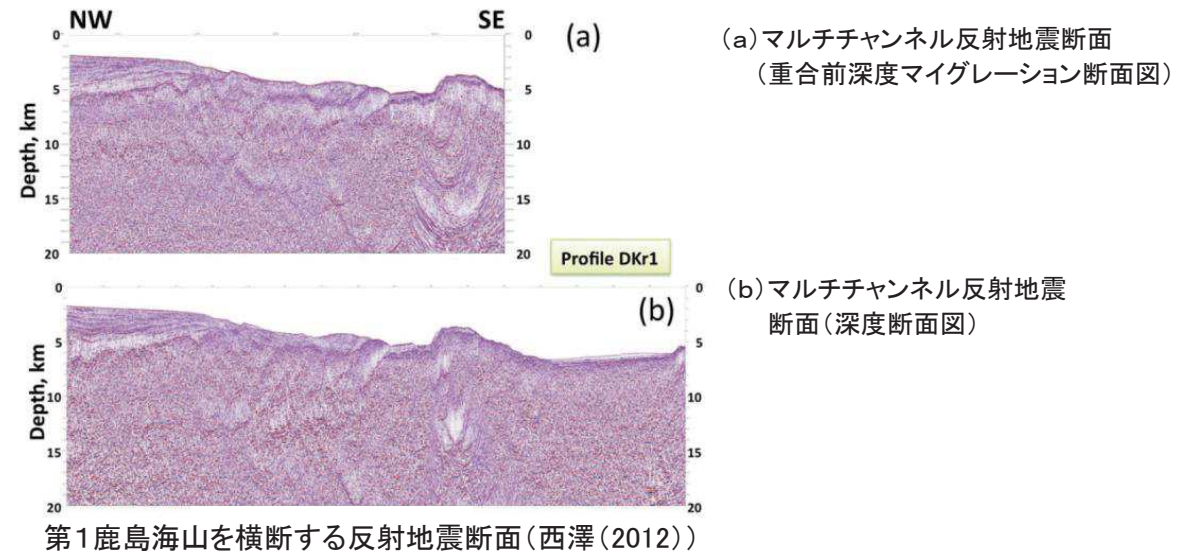 NW SE
(a)
0 0
5 5
10 10
15 15
20 20
Depth, km
(a)マルチチャンネル反射地震断面
(重合前深度マイグレーション断面図)
Profile DKr1
(b)
0 0
5 5
10 10
15 15
20 20
Depth, km
(b)マルチチャンネル反射地震
断面(深度断面図)
第1鹿島海山を横断する反射地震断面(西澤(2012))